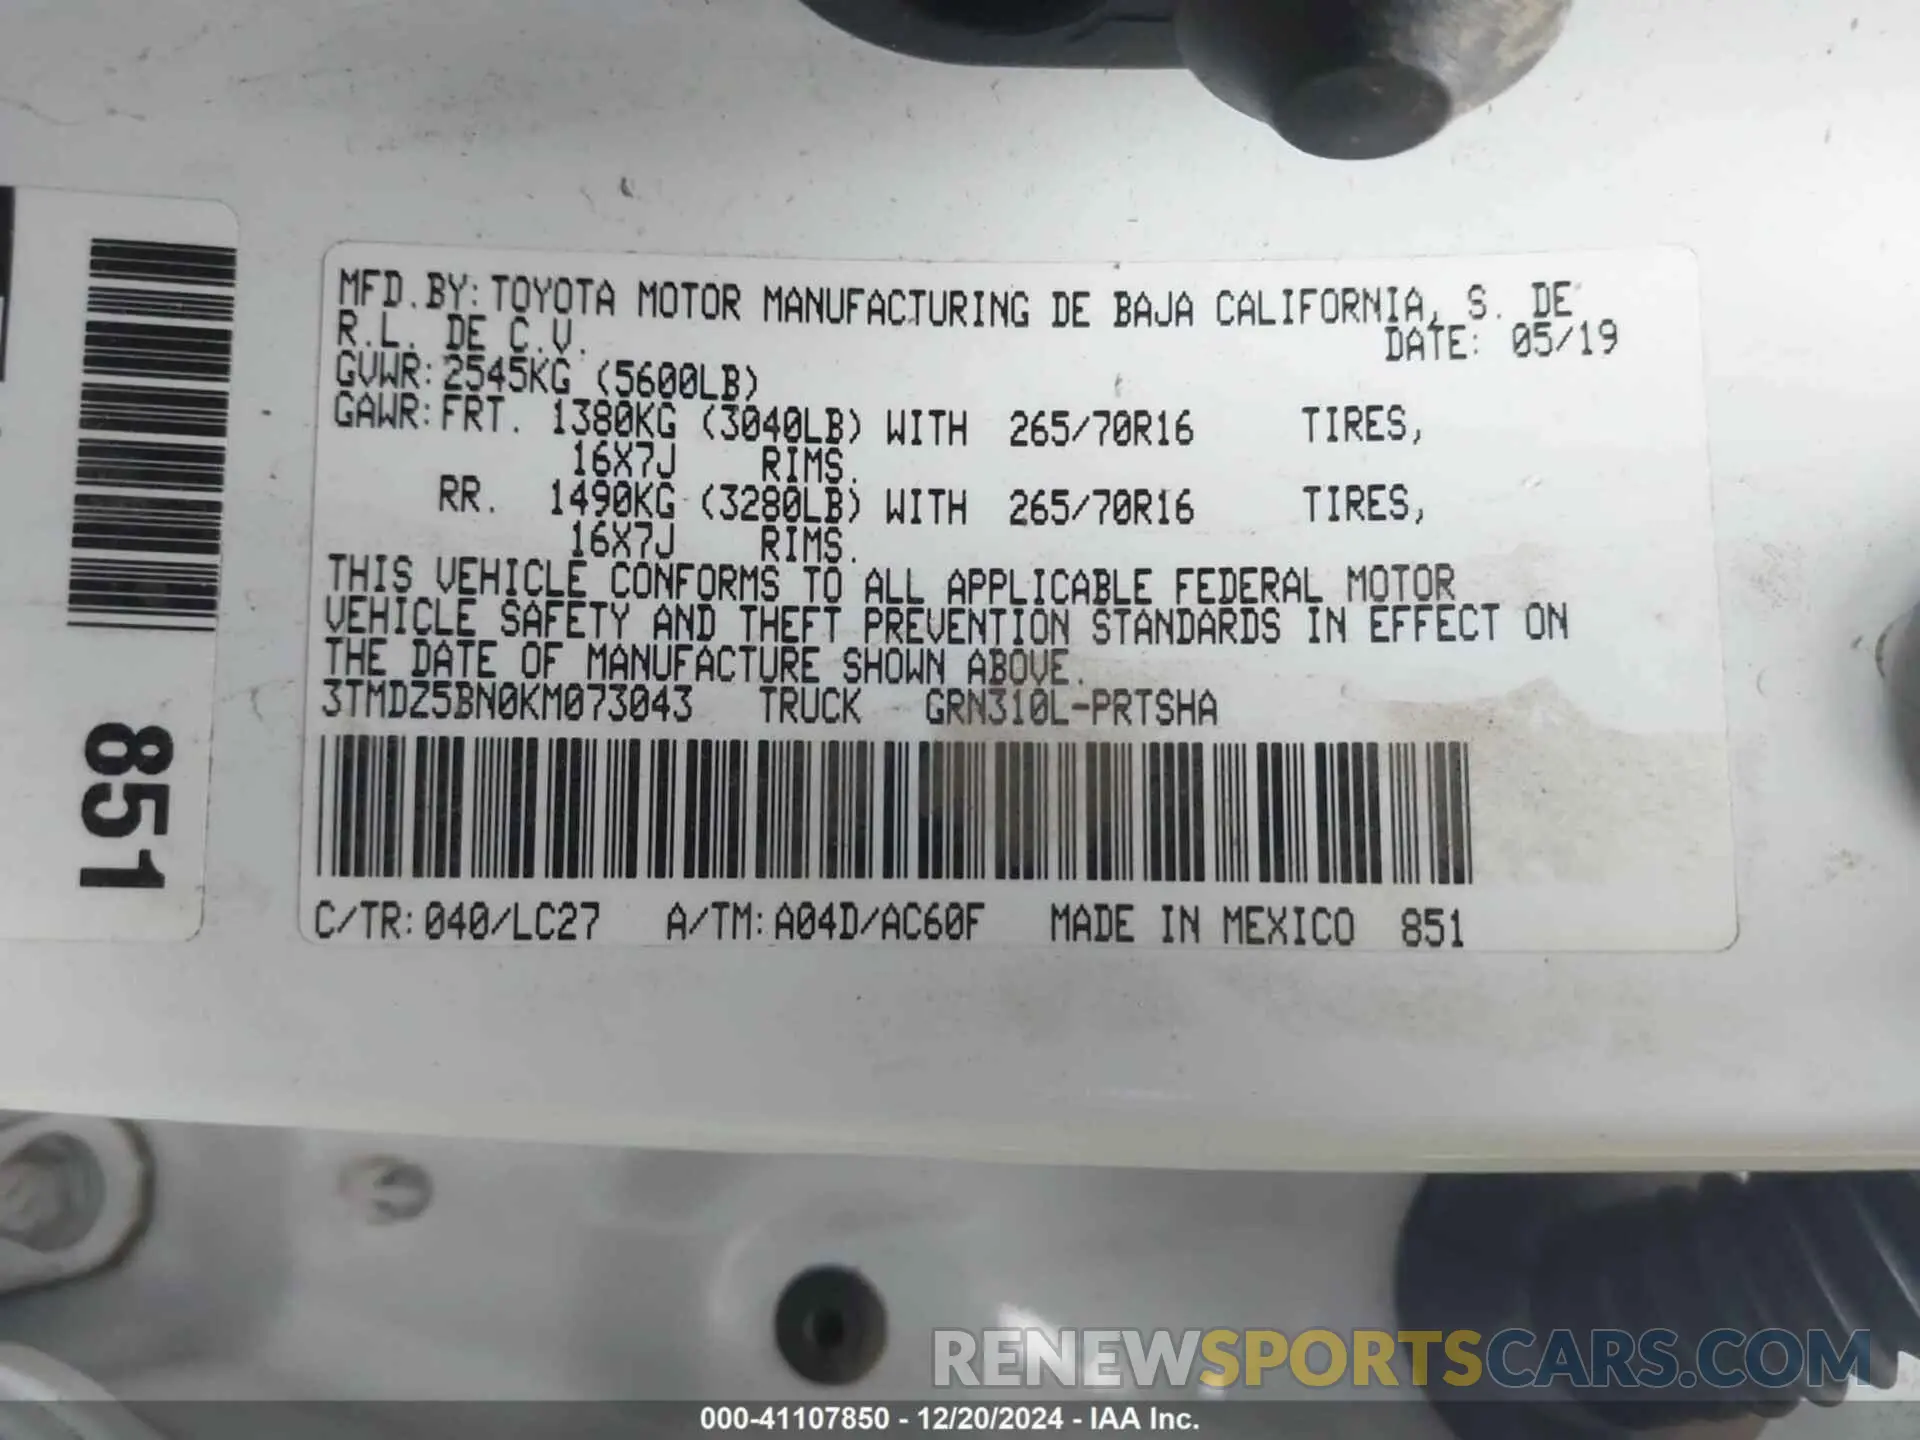 MFD.BY:TOYOTA MOTOR MANUFACTURING DE BAJA CALIFORNIA, S. DE
R.L. DE C.V.
DATE: 05/19
GVWR:2545KG (5600LB)
GAWR:FRT. 1380KG (3040LB) WITH 265/70R16 TIRES,
16X7J RIMS.
RR. 1490KG (3280LB) WITH 265/70R16 TIRES,
16X7J RIMS.
THIS VEHICLE CONFORMS TO ALL APPLICABLE FEDERAL MOTOR
VEHICLE SAFETY AND THEFT PREVENTION STANDARDS IN EFFECT ON
THE DATE OF MANUFACTURE SHOWN ABOVE.
3TMDZ5BN0KM073043 TRUCK GRN310L-PRTSHA
C/TR:040/LC27 A/TM:A04D/AC60F MADE IN MEXICO 851
851
RENEWSPORTSCARS.COM
000-41107850 - 12/20/2024 - IAA Inc.